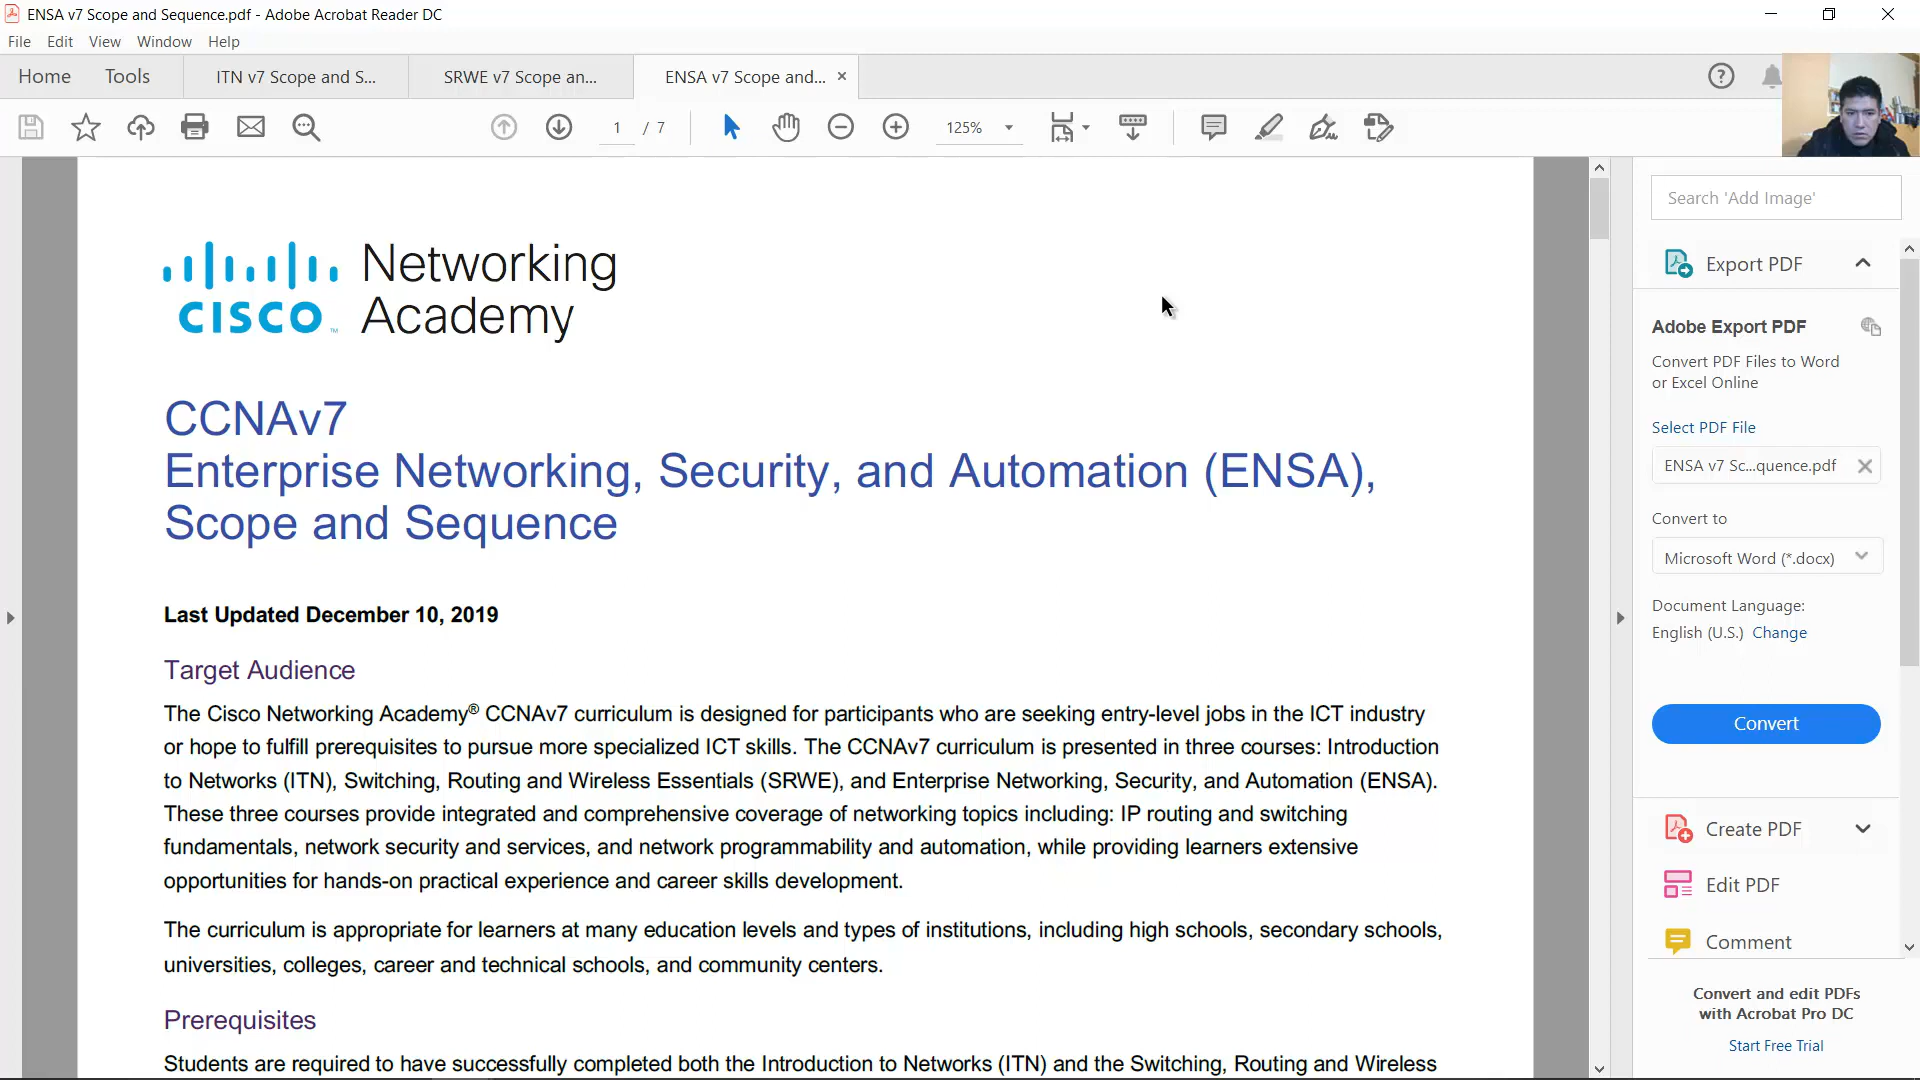 ENSA v7 Scope and Sequence.pdf - Adobe Acrobat Reader DC
File Edit View Window Help
Home Tools ITN v7 Scope and S... SRWE v7 Scope an... ENSA v7 Scope and...
1 / 7 125%
Search 'Add Image'
Export PDF
Adobe Export PDF
Convert PDF Files to Word
or Excel Online
Select PDF File
ENSA v7 Sc...quence.pdf
Convert to
Microsoft Word (*.docx)
Document Language:
English (U.S.) Change
Convert
Create PDF
Edit PDF
Comment
Convert and edit PDFs
with Acrobat Pro DC
Start Free Trial
CISCO™ Networking
Academy
CCNAv7
Enterprise Networking, Security, and Automation (ENSA),
Scope and Sequence
Last Updated December 10, 2019
Target Audience
The Cisco Networking Academy® CCNAv7 curriculum is designed for participants who are seeking entry-level jobs in the ICT industry
or hope to fulfill prerequisites to pursue more specialized ICT skills. The CCNAv7 curriculum is presented in three courses: Introduction
to Networks (ITN), Switching, Routing and Wireless Essentials (SRWE), and Enterprise Networking, Security, and Automation (ENSA).
These three courses provide integrated and comprehensive coverage of networking topics including: IP routing and switching
fundamentals, network security and services, and network programmability and automation, while providing learners extensive
opportunities for hands-on practical experience and career skills development.
The curriculum is appropriate for learners at many education levels and types of institutions, including high schools, secondary schools,
universities, colleges, career and technical schools, and community centers.
Prerequisites
Students are required to have successfully completed both the Introduction to Networks (ITN) and the Switching, Routing and Wireless